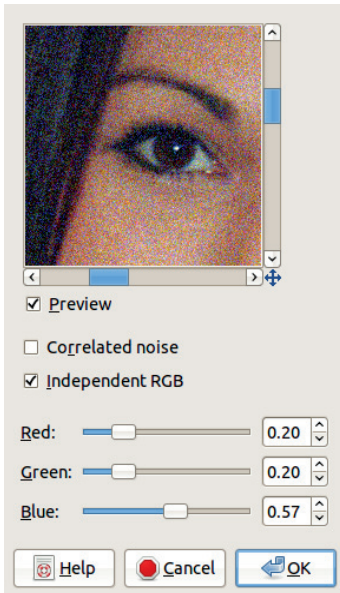 Preview
Correlated noise
Independent RGB
Red: 0.20
Green: 0.20
Blue: 0.57
Help Cancel OK